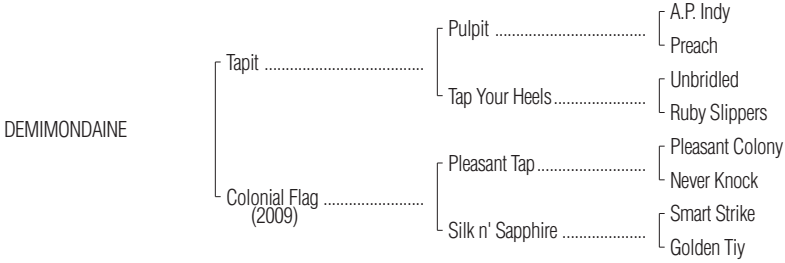 A.P. Indy
Pulpit ......................................
Preach
Tapit .......................................
Unbridled
Tap Your Heels.......................
Ruby Slippers
DEMIMONDAINE
Pleasant Colony
Pleasant Tap...........................
Never Knock
Colonial Flag .........................
(2009)
Smart Strike
Silk n' Sapphire .....................
Golden Tiy